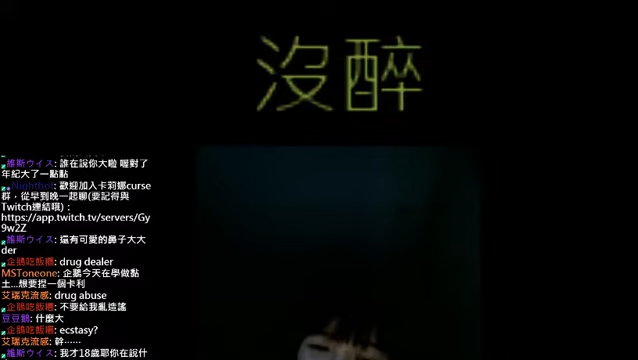 沒醉
維斯ウイス: 誰在說你大啦 喔對了
年紀大了一點點
Nightbot: 歡迎加入卡莉娜curse
群，從早到晚一起聊(要記得與
Twitch連結哦)：
https://app.twitch.tv/servers/Gy
9w2Z
維斯ウイス: 還有可愛的鼻子大大
der
企鵝吃飯糰: drug dealer
MSToneone: 企鵝今天在學做黏
土...想要捏一個卡利
艾瑞克流感: drug abuse
企鵝吃飯糰: 不要給我亂造謠
豆豆鵝: 什麼大
企鵝吃飯糰: ecstasy?
艾瑞克流感: 幹⋯⋯
維斯ウイス: 我才18歲耶你在說什